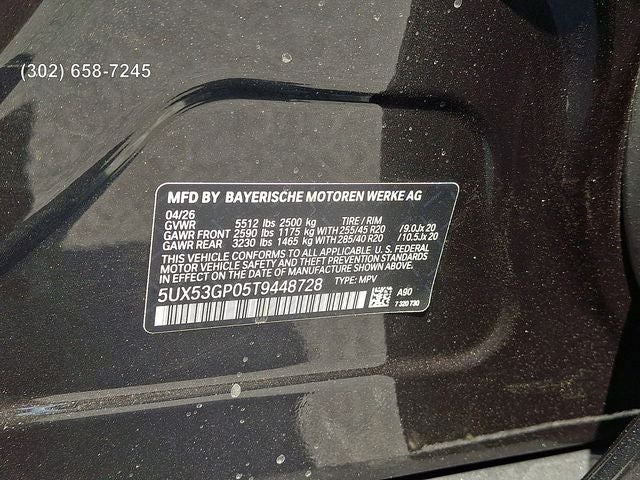 (302) 658-7245
MFD BY BAYERISCHE MOTOREN WERKE AG
04/26
GVWR 5512 lbs 2500 kg TIRE / RIM
GAWR FRONT 2590 lbs 1175 kg WITH 255/45 R20 / 9.0Jx 20
GAWR REAR 3230 lbs 1465 kg WITH 285/40 R20 / 10.5Jx 20
THIS VEHICLE CONFORMS TO ALL APPLICABLE U. S. FEDERAL
MOTOR VEHICLE SAFETY AND THEFT PREVENTION STANDARDS
IN EFFECT ON THE DATE OF MANUFACTURE SHOWN ABOVE.
5UX53GP05T9448728 TYPE: MPV
A90
7 320 730